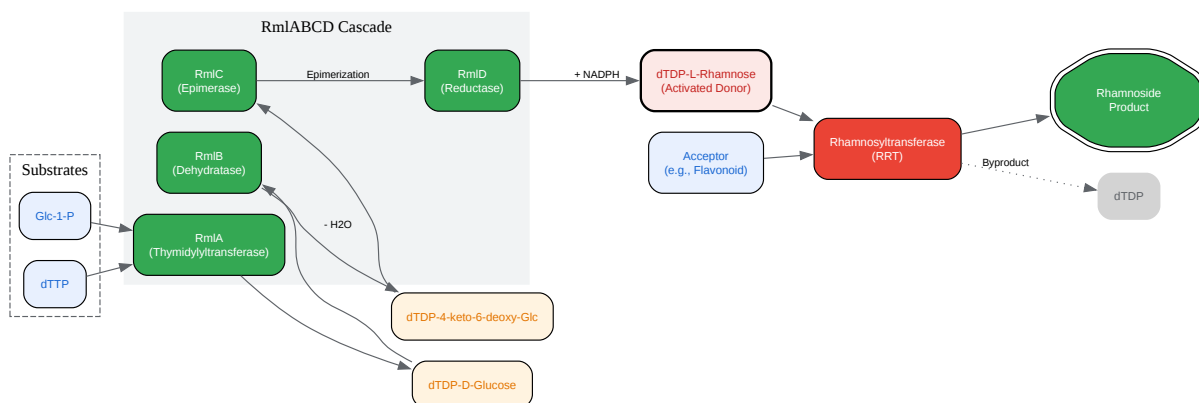 RmlABCD Cascade
RmlC
(Epimerase)
Epimerization
RmlD
(Reductase)
+ NADPH
dTDP-L-Rhamnose
(Activated Donor)
Rhamnoside
Product
RmlB
(Dehydratase)
Acceptor
(e.g., Flavonoid)
Rhamnosyltransferase
(RRT)
Byproduct
dTDP
Substrates
Glc-1-P
dTTP
RmlA
(Thymidylyltransferase)
- H2O
dTDP-4-keto-6-deoxy-Glc
dTDP-D-Glucose